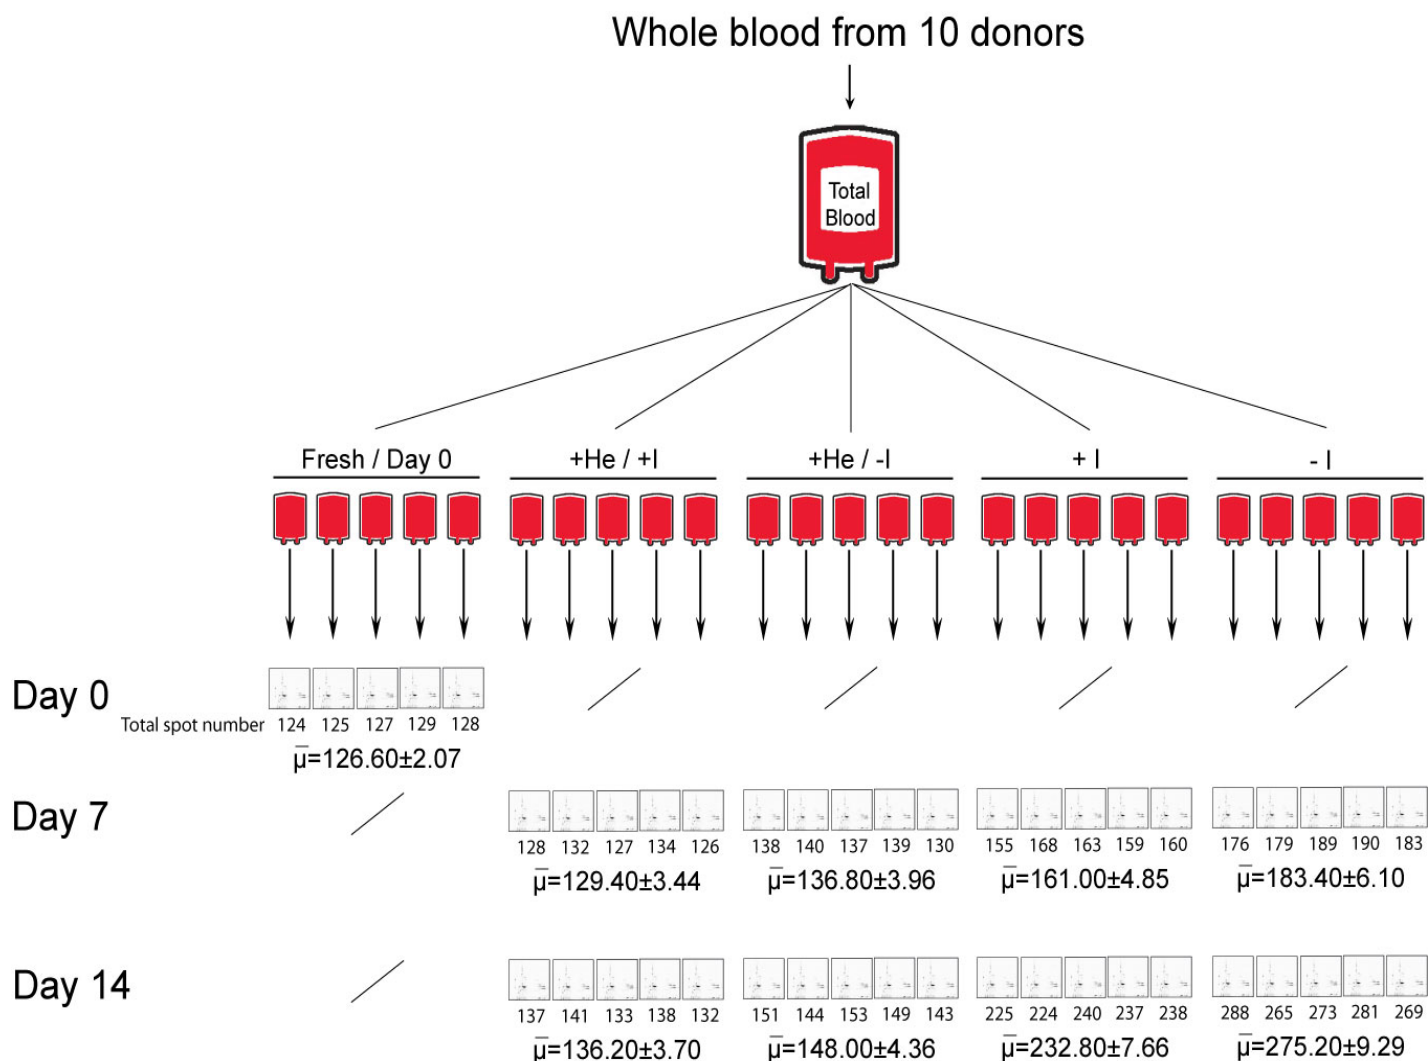 Whole blood from 10 donors
Total
Blood
Fresh / Day 0
+He / +I
+He / -I
+ I
- I
Day 0
Total spot number 124 125 127 129 128
μ̅=126.60±2.07
Day 7
128 132 127 134 126 138 140 137 139 130 155 168 163 159 160 176 179 189 190 183
μ̅=129.40±3.44 μ̅=136.80±3.96 μ̅=161.00±4.85 μ̅=183.40±6.10
Day 14
137 141 133 138 132 151 144 153 149 143 225 224 240 237 238 288 265 273 281 269
μ̅=136.20±3.70 μ̅=148.00±4.36 μ̅=232.80±7.66 μ̅=275.20±9.29